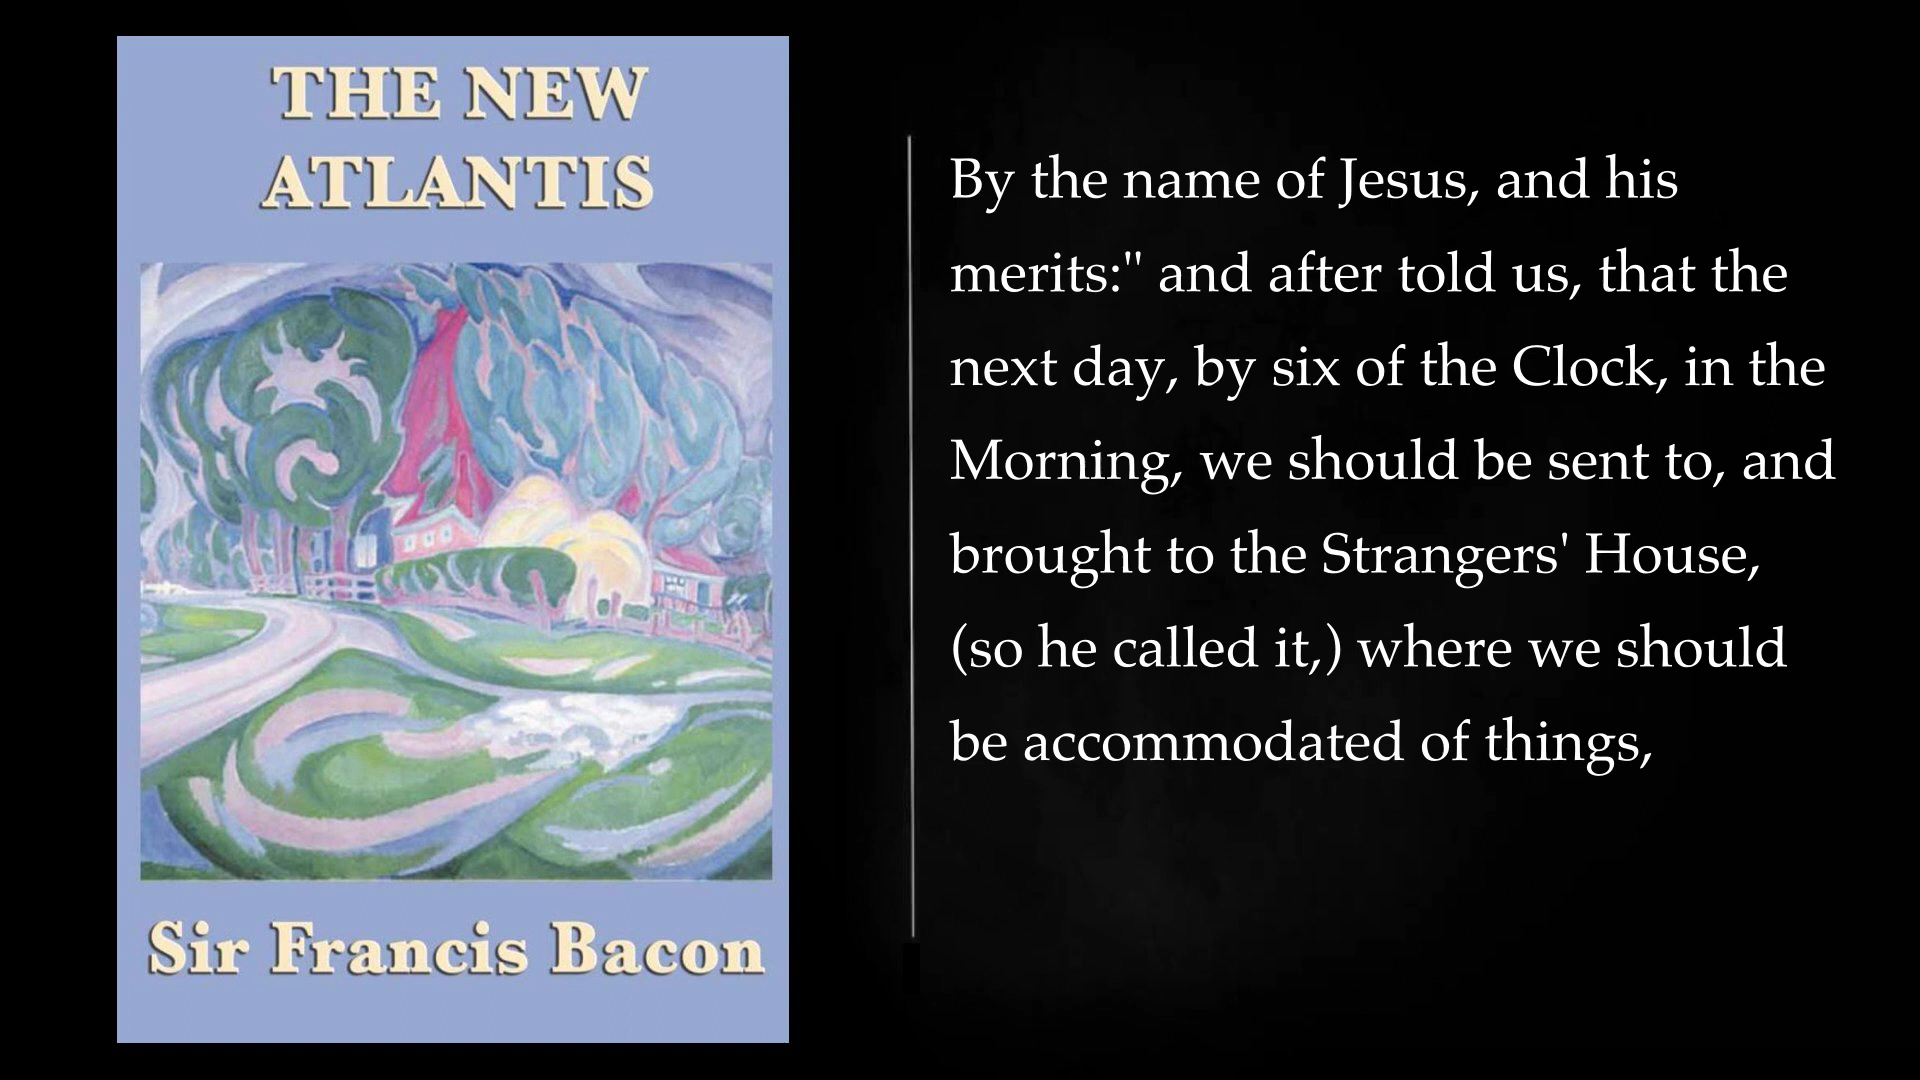 THE NEW
ATLANTIS
Sir Francis Bacon
By the name of Jesus, and his
merits:" and after told us, that the
next day, by six of the Clock, in the
Morning, we should be sent to, and
brought to the Strangers' House,
(so he called it,) where we should
be accommodated of things,